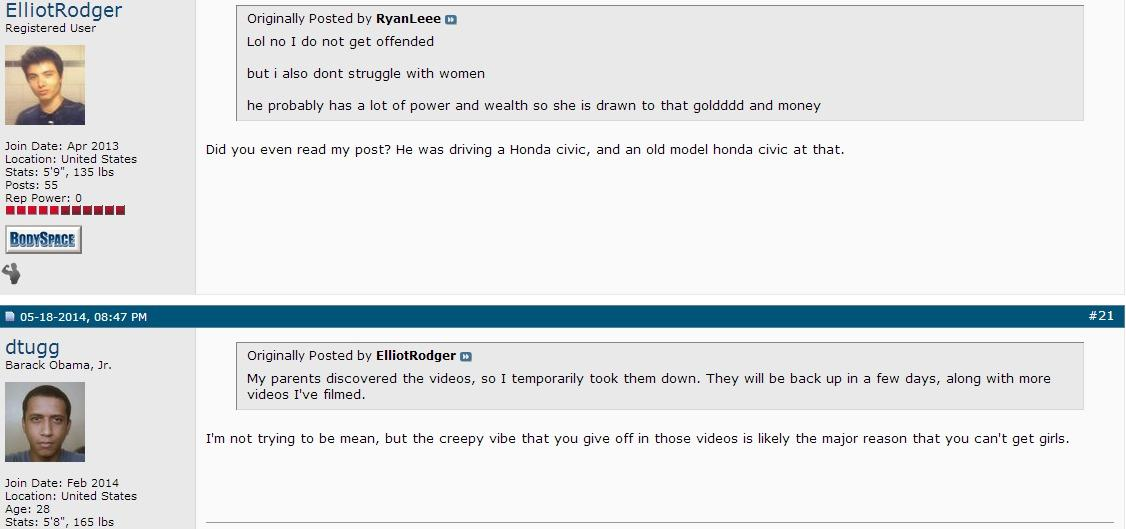 ElliotRodger
Registered User
Join Date: Apr 2013
Location: United States
Stats: 5'9", 135 lbs
Posts: 55
Rep Power: 0
BODYSPACE
Originally Posted by RyanLeee
Lol no I do not get offended
but i also dont struggle with women
he probably has a lot of power and wealth so she is drawn to that goldddd and money
Did you even read my post? He was driving a Honda civic, and an old model honda civic at that.
05-18-2014, 08:47 PM
#21
dtugg
Barack Obama, Jr.
Join Date: Feb 2014
Location: United States
Age: 28
Stats: 5'8", 165 lbs
Originally Posted by ElliotRodger
My parents discovered the videos, so I temporarily took them down. They will be back up in a few days, along with more
videos I've filmed.
I'm not trying to be mean, but the creepy vibe that you give off in those videos is likely the major reason that you can't get girls.